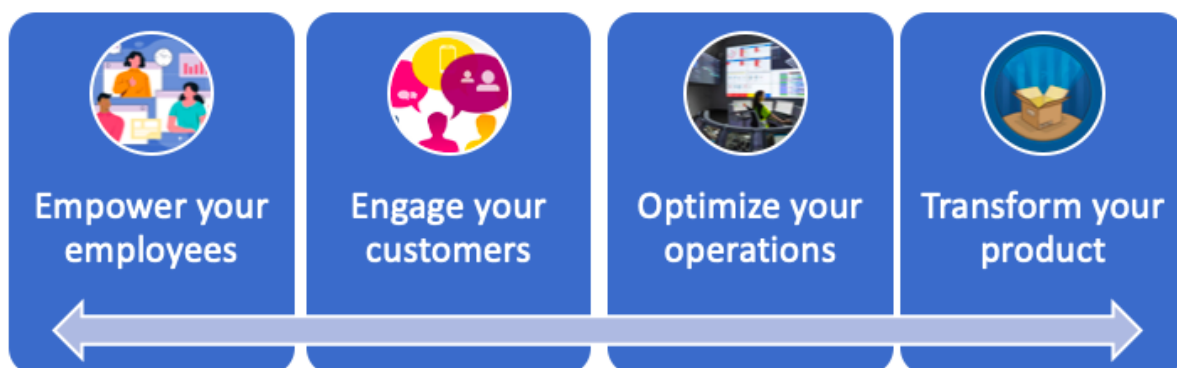 Empower your
employees
Engage your
customers
Optimize your
operations
Transform your
product